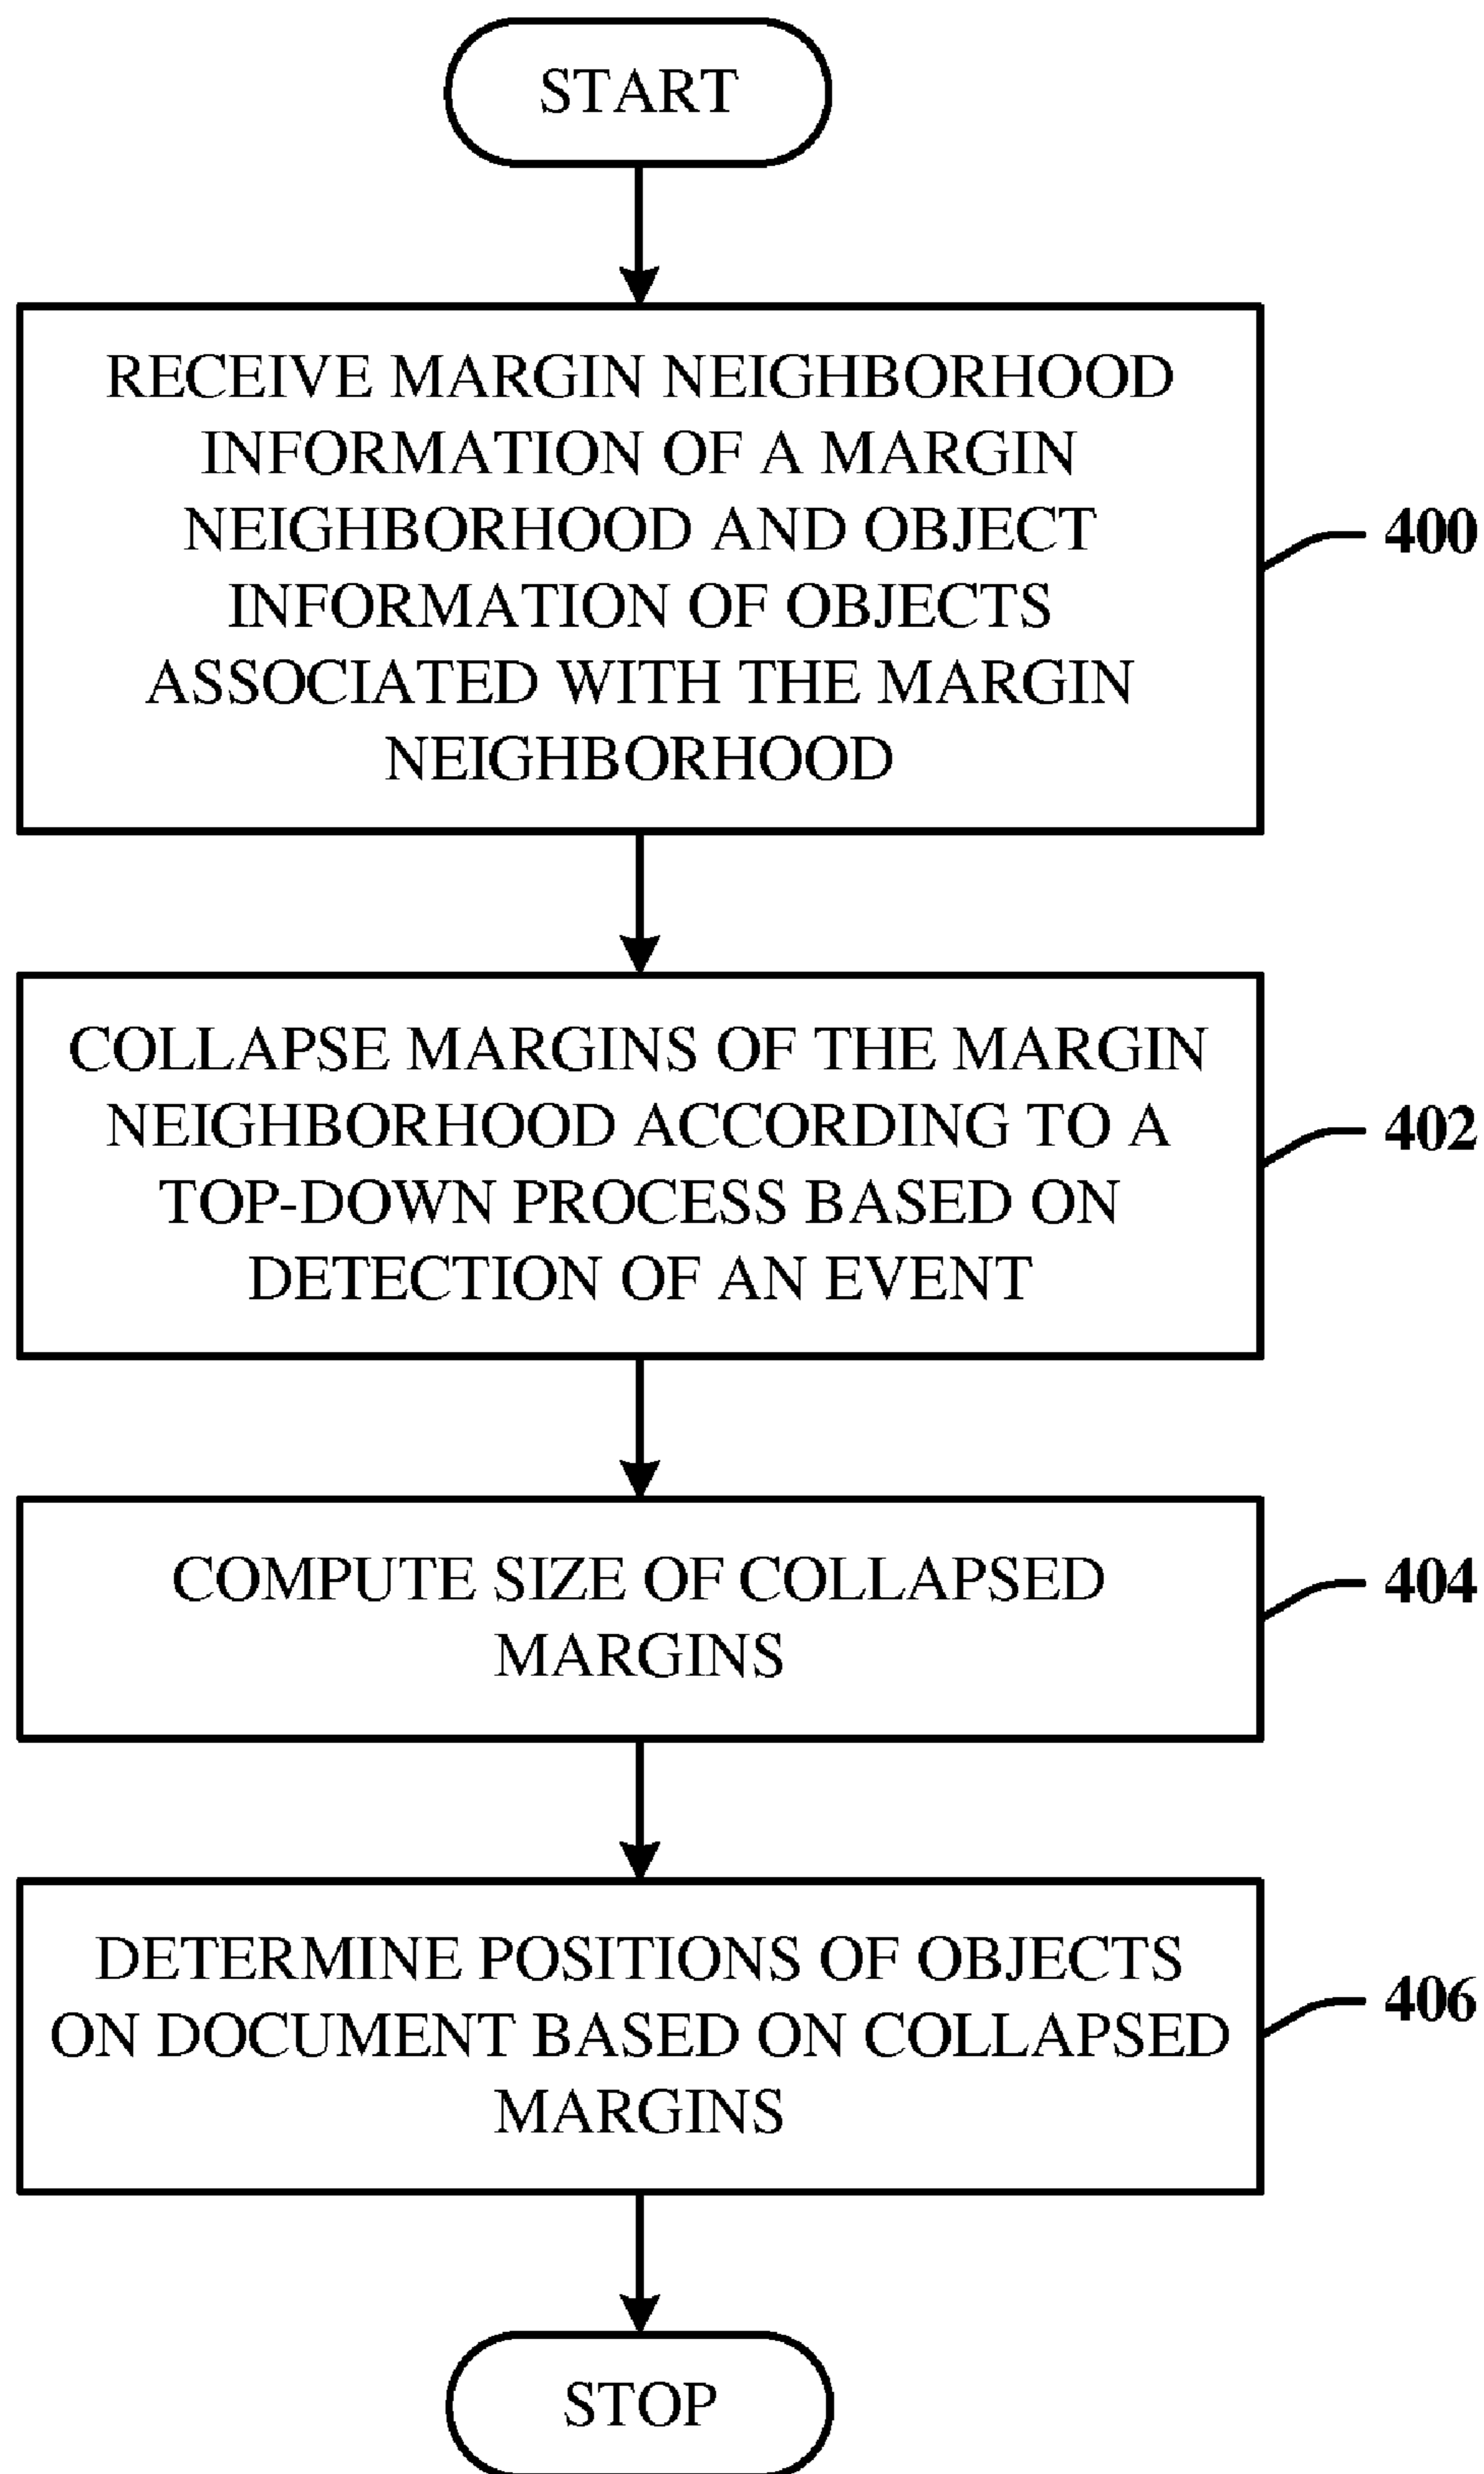 START
RECEIVE MARGIN NEIGHBORHOOD
INFORMATION OF A MARGIN
NEIGHBORHOOD AND OBJECT
INFORMATION OF OBJECTS
ASSOCIATED WITH THE MARGIN
NEIGHBORHOOD
400
COLLAPSE MARGINS OF THE MARGIN
NEIGHBORHOOD ACCORDING TO A
TOP-DOWN PROCESS BASED ON
DETECTION OF AN EVENT
402
COMPUTE SIZE OF COLLAPSED
MARGINS
404
DETERMINE POSITIONS OF OBJECTS
ON DOCUMENT BASED ON COLLAPSED
MARGINS
406
STOP